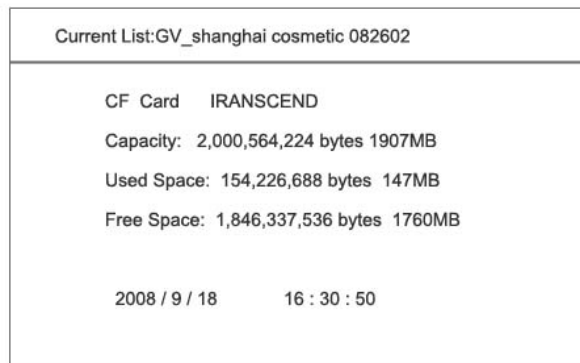 Current List:GV_shanghai cosmetic 082602
CF Card IRANSCEND
Capacity: 2,000,564,224 bytes 1907MB
Used Space: 154,226,688 bytes 147MB
Free Space: 1,846,337,536 bytes 1760MB
2008 / 9 / 18 16 : 30 : 50